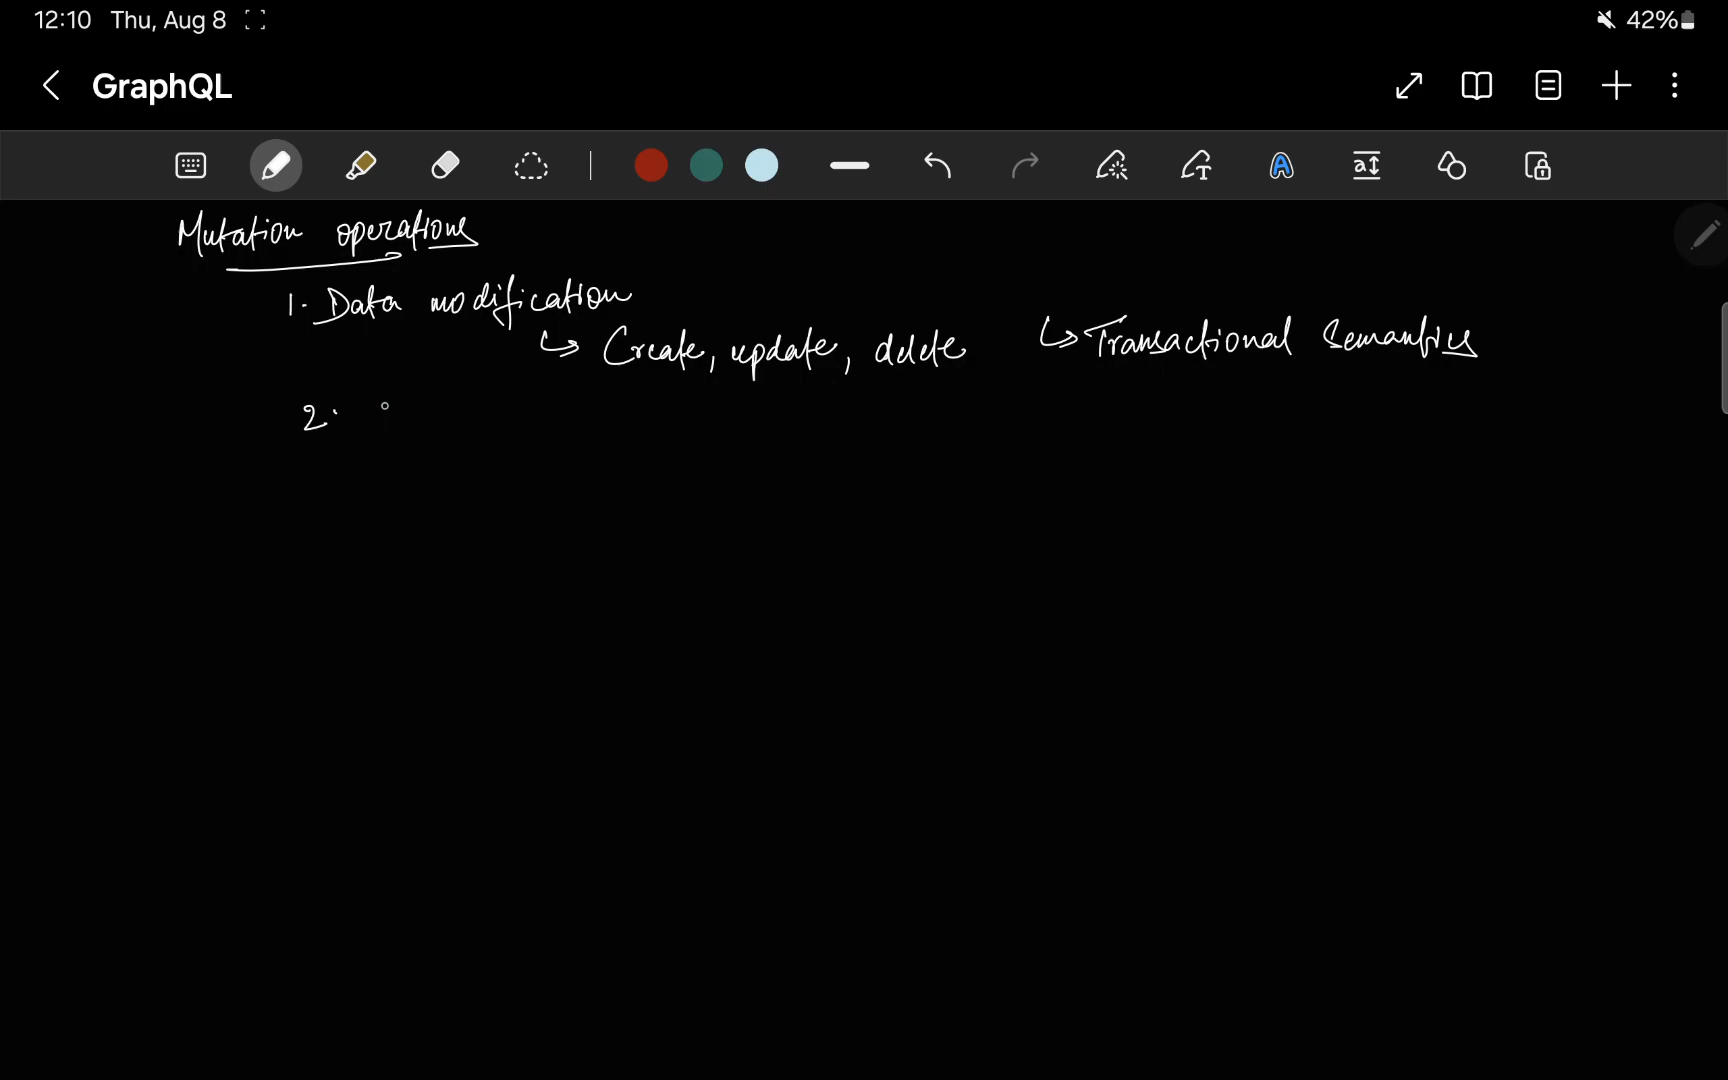 12:10 Thu, Aug 8 42%
GraphQL
Mutation operations
1. Data modification
↳ Create, update, delete ↳ Transactional Semantics
2.